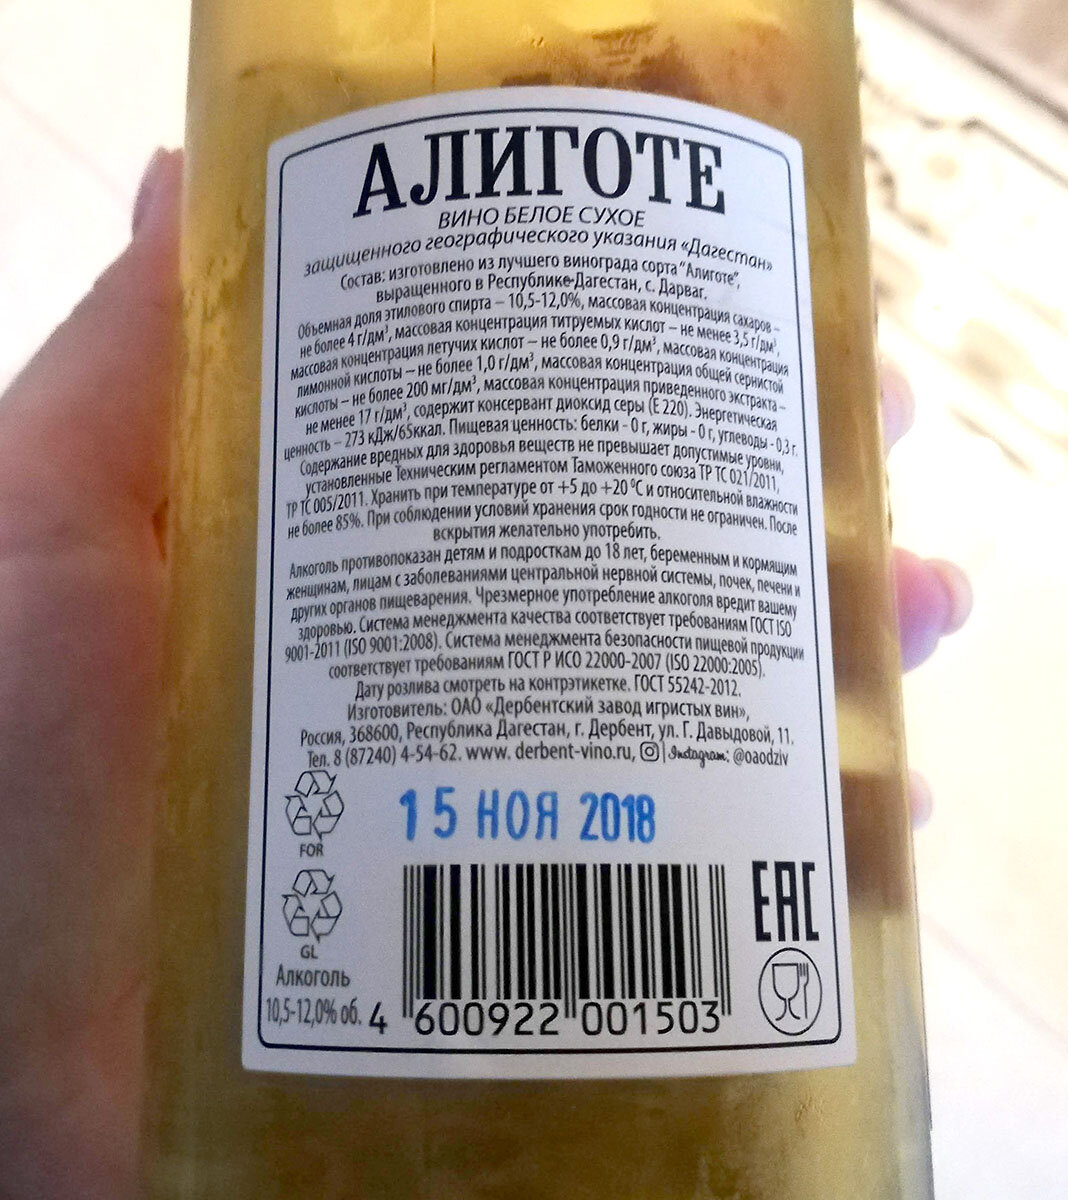 АЛИГОТЕ
ВИНО БЕЛОЕ СУХОЕ
защищенного географического указания «Дагестан»
Состав: изготовлено из лучшего винограда сорта "Алиготе",
выращенного в Республике Дагестан, с. Дарваг.
Объемная доля этилового спирта – 10,5-12,0%, массовая концентрация сахаров –
не более 4 г/дм³, массовая концентрация титруемых кислот – не менее 3,5 г/дм³,
массовая концентрация летучих кислот – не более 0,9 г/дм³, массовая концентрация
лимонной кислоты – не более 1,0 г/дм³, массовая концентрация общей сернистой
кислоты – не более 200 мг/дм³, массовая концентрация приведенного экстракта –
не менее 17 г/дм³, содержит консервант диоксид серы (Е 220). Энергетическая
ценность – 273 кДж/65ккал. Пищевая ценность: белки - 0 г, жиры - 0 г, углеводы - 0,3 г.
Содержание вредных для здоровья веществ не превышает допустимые уровни,
установленные Техническим регламентом Таможенного союза ТР ТС 021/2011,
ТР ТС 005/2011. Хранить при температуре от +5 до +20 °С и относительной влажности
не более 85%. При соблюдении условий хранения срок годности не ограничен. После
вскрытия желательно употребить.
Алкоголь противопоказан детям и подросткам до 18 лет, беременным и кормящим
женщинам, лицам с заболеваниями центральной нервной системы, почек, печени и
других органов пищеварения. Чрезмерное употребление алкоголя вредит вашему
здоровью. Система менеджмента качества соответствует требованиям ГОСТ ISO
9001-2011 (ISO 9001:2008). Система менеджмента безопасности пищевой продукции
соответствует требованиям ГОСТ Р ИСО 22000-2007 (ISO 22000:2005).
Дату розлива смотреть на контрэтикетке. ГОСТ 55242-2012.
Изготовитель: ОАО «Дербентский завод игристых вин»,
Россия, 368600, Республика Дагестан, г. Дербент, ул. Г. Давыдовой, 11.
Тел. 8 (87240) 4-54-62. www. derbent-vino.ru, | Instagram: @oaodziv
15 НОЯ 2018
FOR
GL
Алкоголь
10,5-12,0% об.
4 600922 001503
EAC